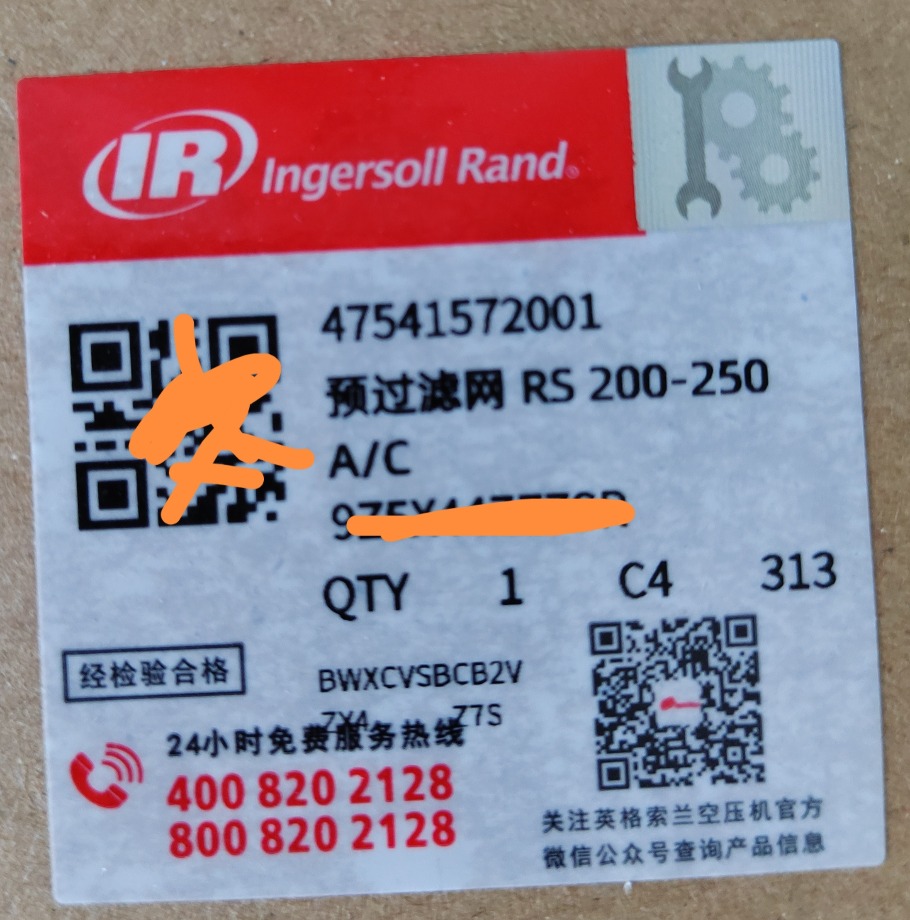 IR Ingersoll Rand®
47541572001
预过滤网 RS 200-250
A/C
QTY 1 C4 313
经检验合格
BWXCVSBCB2V
ZY4 Z7S
24小时免费服务热线
400 820 2128
800 820 2128
关注英格索兰空压机官方
微信公众号查询产品信息